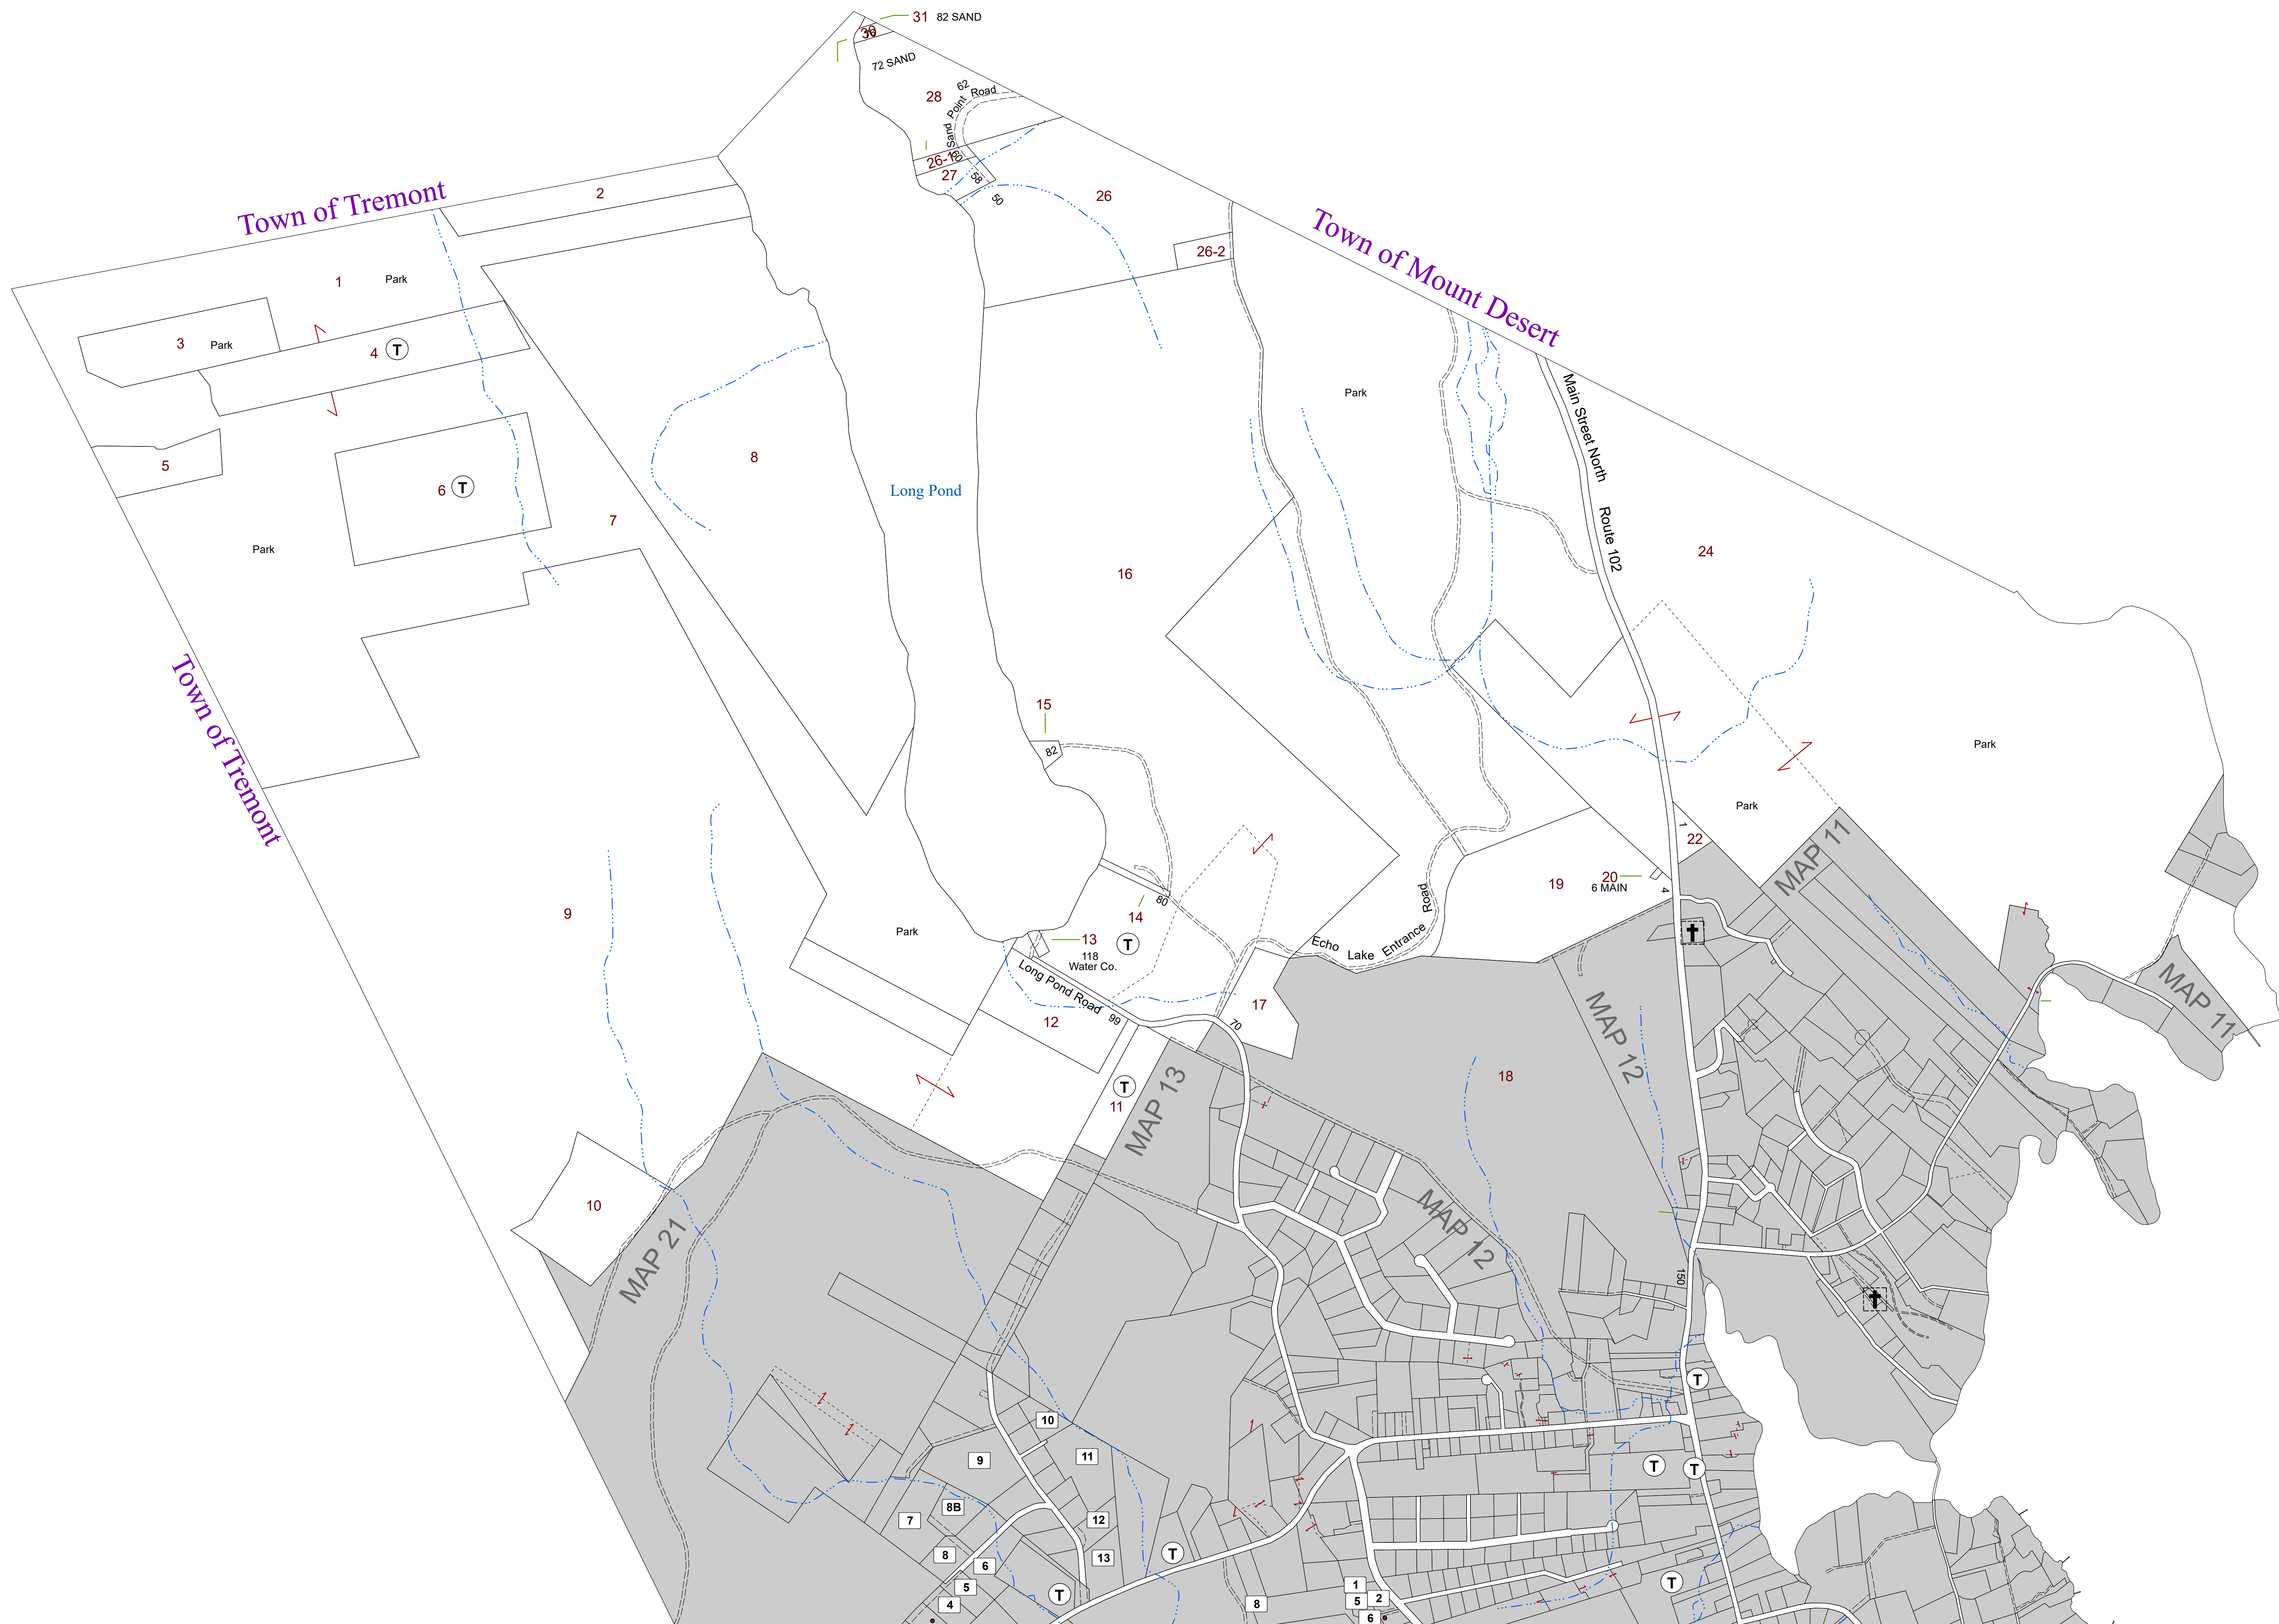 31 82 SAND
30
72 SAND
62
28
Sand Point Road
26-1
60
27
58
50
26
26-2
Town of Tremont
2
1
Park
3
Park
4 T
5
6 T
Park
7
8
Long Pond
Town of Mount Desert
Park
Main Street North
Route 102
24
16
Town of Tremont
15
82
Park
Park
1
22
MAP 11
20
6 MAIN
19
4
9
Park
14
80
13
118
Water Co.
T
Echo Lake Entrance Road
Long Pond Road
99
12
17
70
MAP 12
MAP 11
18
T
11
MAP 13
10
MAP 21
MAP 12
150
T
10
9
11
T
T
8B
7
12
8
6
13
T
5
4
T
8
1
5
2
6
T